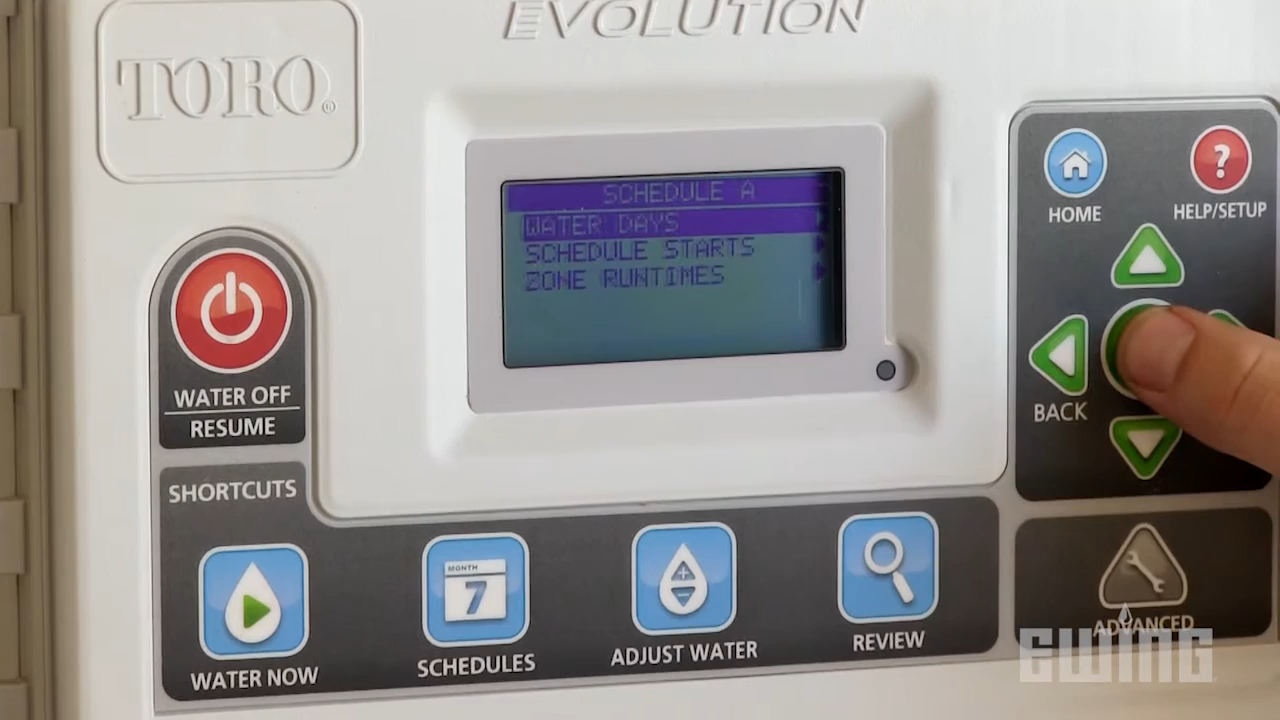 EVOLUTION
TORO®
HOME
HELP/SETUP
SCHEDULE A
WATER DAYS
SCHEDULE STARTS
ZONE RUNTIMES
BACK
WATER OFF
RESUME
SHORTCUTS
MONTH
7
WATER NOW
SCHEDULES
ADJUST WATER
REVIEW
ADVANCED
EWING